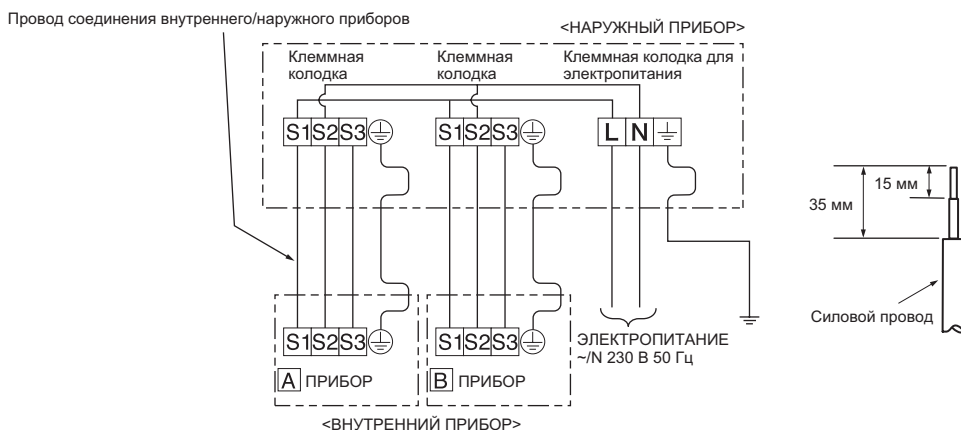 Провод соединения внутреннего/наружного приборов
<НАРУЖНЫЙ ПРИБОР>
Клеммная
колодка
Клеммная
колодка
Клеммная колодка для
электропитания
S1 S2 S3
S1 S2 S3
L N
15 мм
35 мм
Силовой провод
S1 S2 S3
S1 S2 S3
ЭЛЕКТРОПИТАНИЕ
~/N 230 В 50 Гц
A ПРИБОР
B ПРИБОР
<ВНУТРЕННИЙ ПРИБОР>